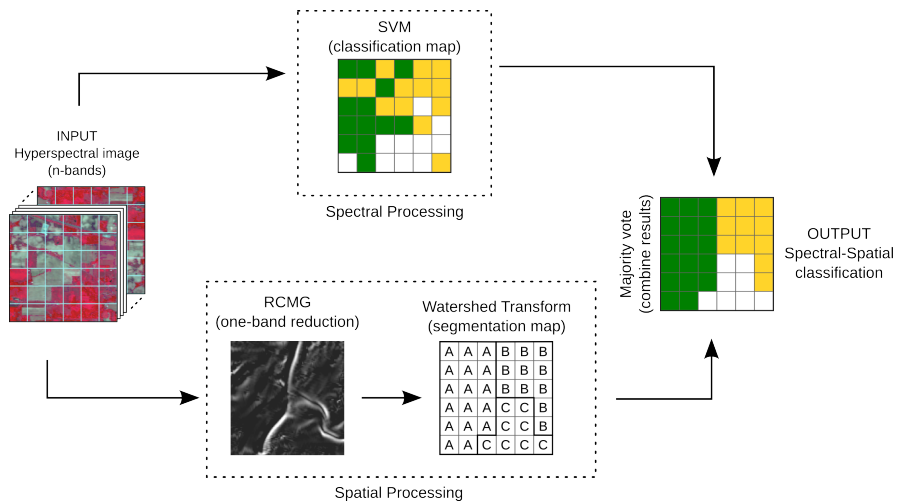 SVM
(classification map)
Spectral Processing
INPUT
Hyperspectral image
(n-bands)
RCMG
(one-band reduction)
Watershed Transform
(segmentation map)
A A A B B B
A A A B B B
A A A B B B
A A A C C B
A A A C C B
A A C C C C
Spatial Processing
Majority vote
(combine results)
OUTPUT
Spectral-Spatial
classification